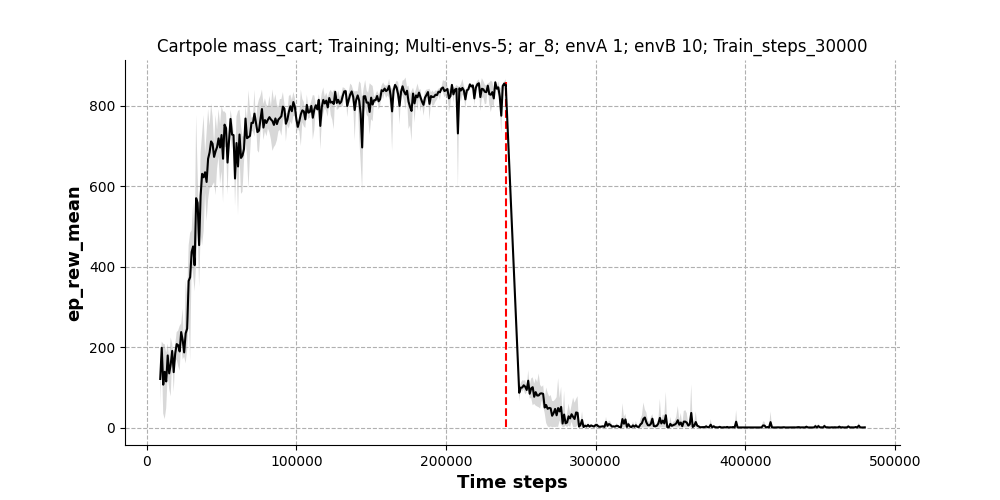 Cartpole mass_cart; Training; Multi-envs-5; ar_8; envA 1; envB 10; Train_steps_30000
800
600
400
200
0
ep_rew_mean
0 100000 200000 300000 400000 500000
Time steps